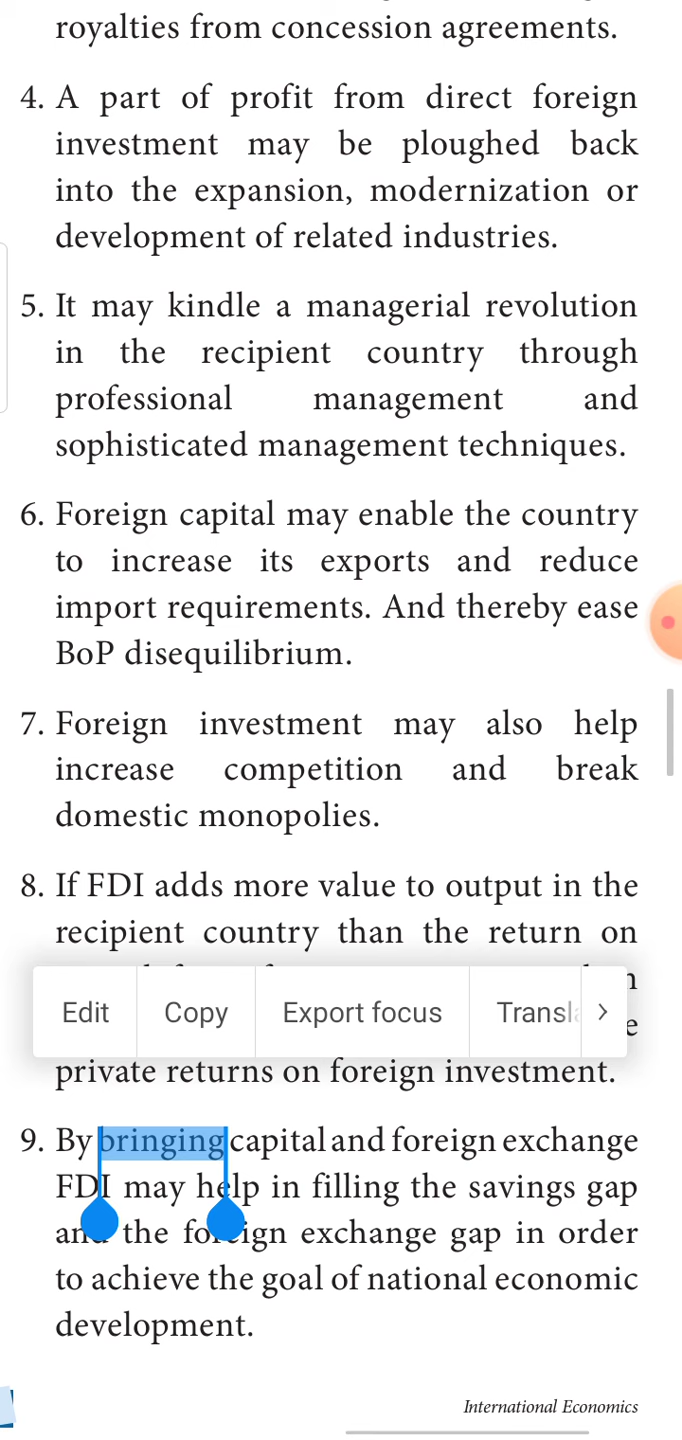 royalties from concession agreements.
4. A part of profit from direct foreign
investment may be ploughed back
into the expansion, modernization or
development of related industries.
5. It may kindle a managerial revolution
in the recipient country through
professional management and
sophisticated management techniques.
6. Foreign capital may enable the country
to increase its exports and reduce
import requirements. And thereby ease
BoP disequilibrium.
7. Foreign investment may also help
increase competition and break
domestic monopolies.
8. If FDI adds more value to output in the
recipient country than the return on
Edit Copy Export focus Transl >
private returns on foreign investment.
9. By bringing capital and foreign exchange
FDI may help in filling the savings gap
and the foreign exchange gap in order
to achieve the goal of national economic
development.
International Economics